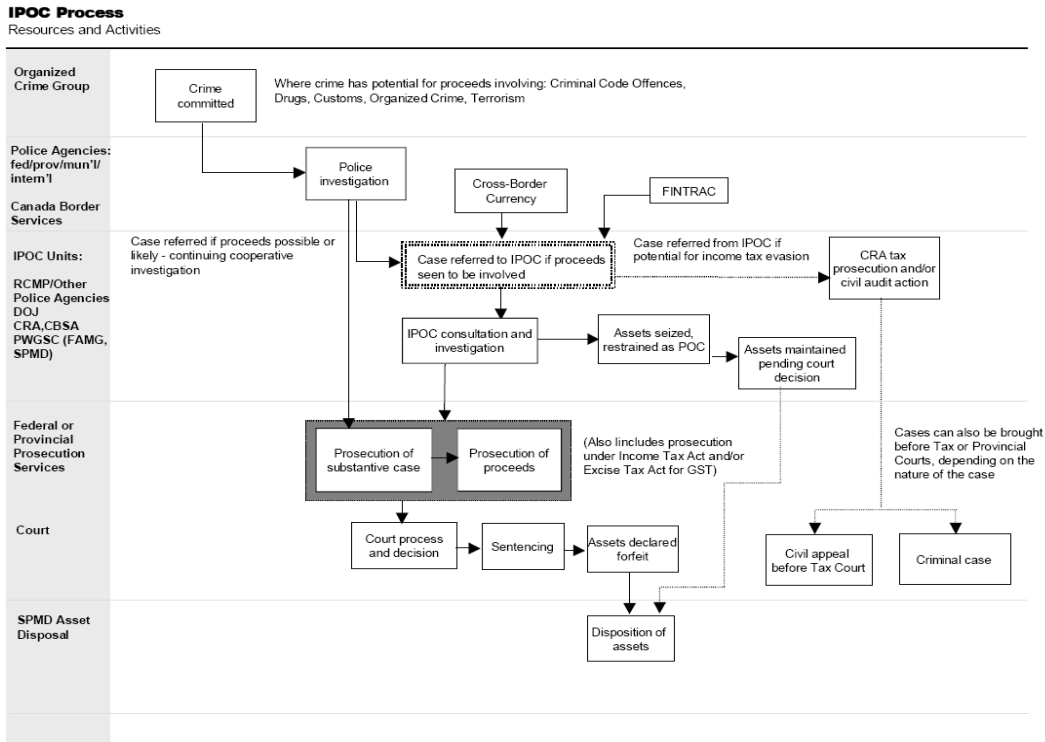 IPOC Process
Resources and Activities
Organized
Crime Group
Crime
committed
Where crime has potential for proceeds involving: Criminal Code Offences,
Drugs, Customs, Organized Crime, Terrorism
Police Agencies:
fed/prov/mun'l/
intern'l
Canada Border
Services
Police
investigation
Cross-Border
Currency
FINTRAC
IPOC Units:
RCMP/Other
Police Agencies
DOJ
CRA,CBSA
PWGSC (FAMG,
SPMD)
Case referred if proceeds possible or
likely - continuing cooperative
investigation
Case referred to IPOC if proceeds
seen to be involved
Case referred from IPOC if
potential for income tax evasion
CRA tax
prosecution and/or
civil audit action
IPOC consultation and
investigation
Assets seized,
restrained as POC
Assets maintained
pending court
decision
Federal or
Provincial
Prosecution
Services
Prosecution of
substantive case
Prosecution of
proceeds
(Also Iincludes prosecution
under Income Tax Act and/or
Excise Tax Act for GST)
Cases can also be brought
before Tax or Provincial
Courts, depending on the
nature of the case
Court
Court process
and decision
Sentencing
Assets declared
forfeit
Civil appeal
before Tax Court
Criminal case
SPMD Asset
Disposal
Disposition of
assets